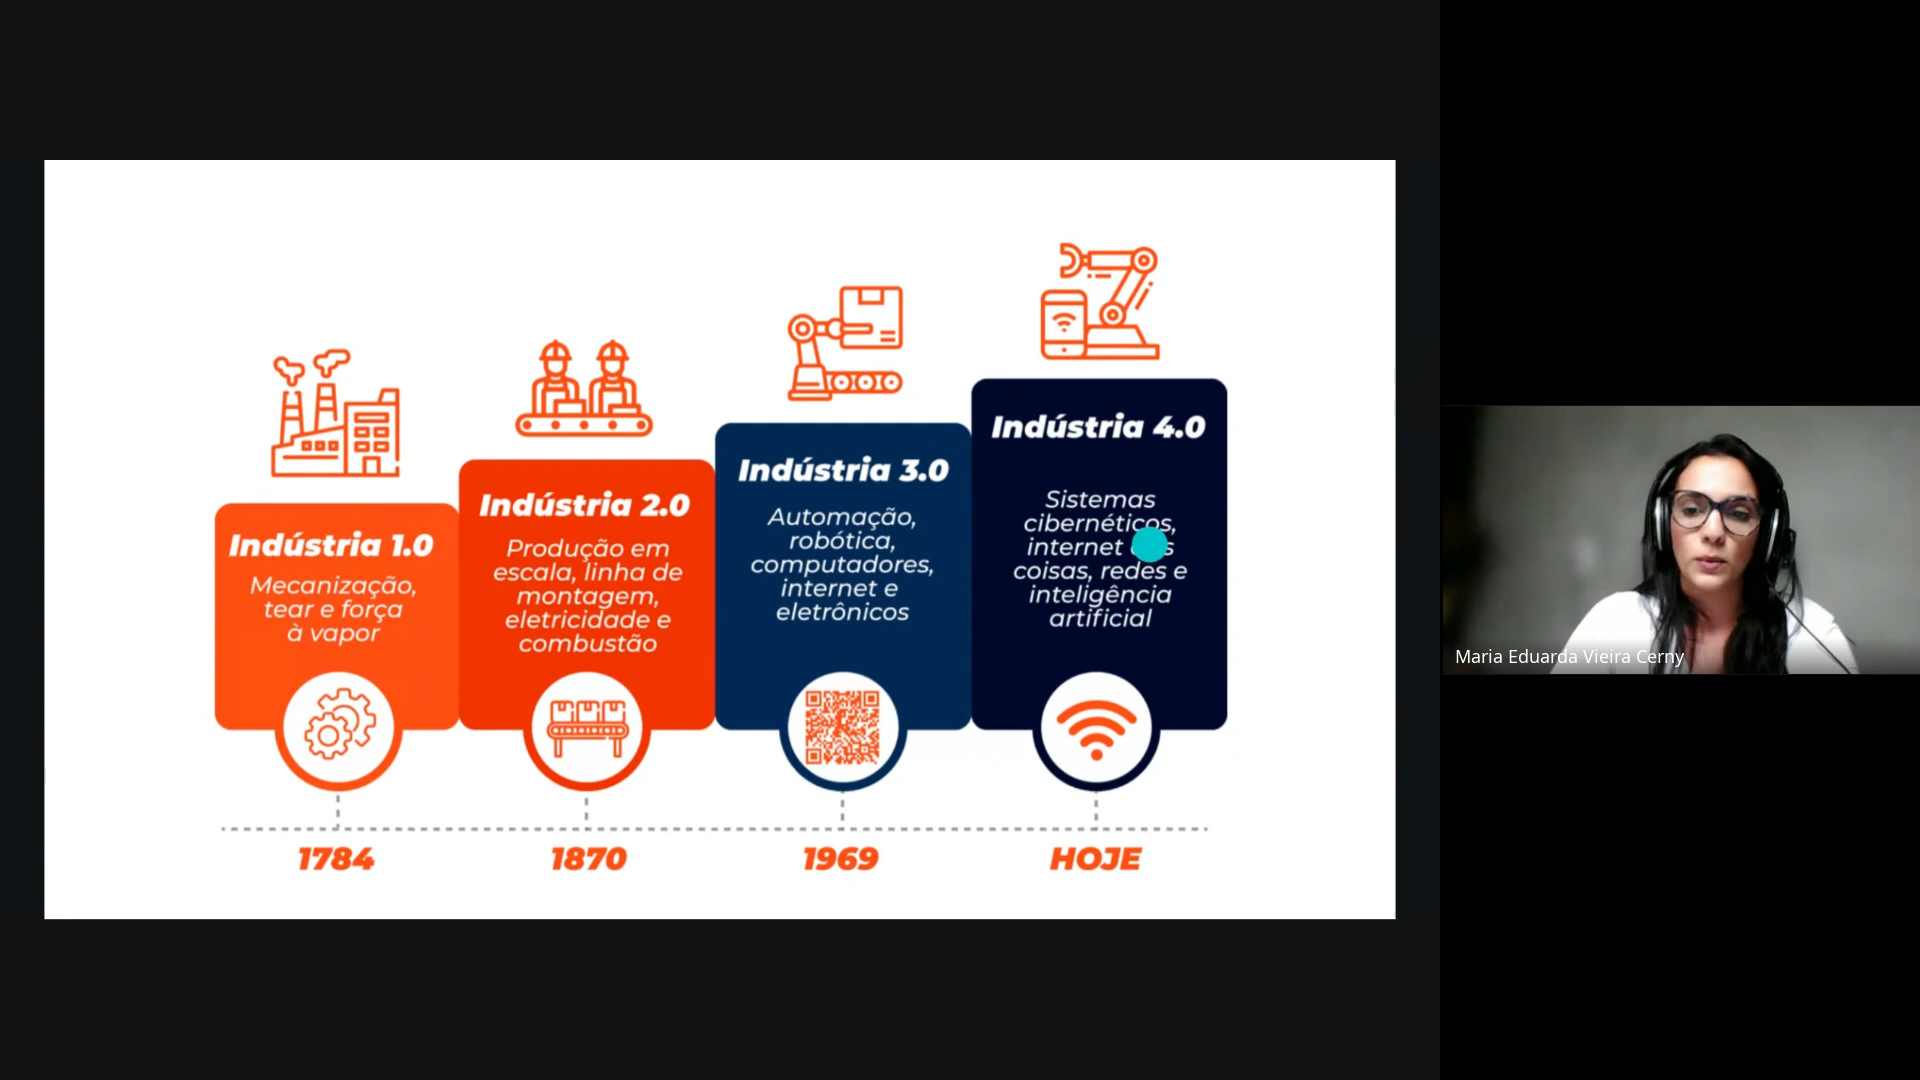 Indústria 1.0
Mecanização,
tear e força
à vapor
1784
Indústria 2.0
Produção em
escala, linha de
montagem,
eletricidade e
combustão
1870
Indústria 3.0
Automação,
robótica,
computadores,
internet e
eletrônicos
1969
Indústria 4.0
Sistemas
cibernéticos,
internet
coisas, redes e
inteligência
artificial
HOJE
Maria Eduarda Vieira Cerny